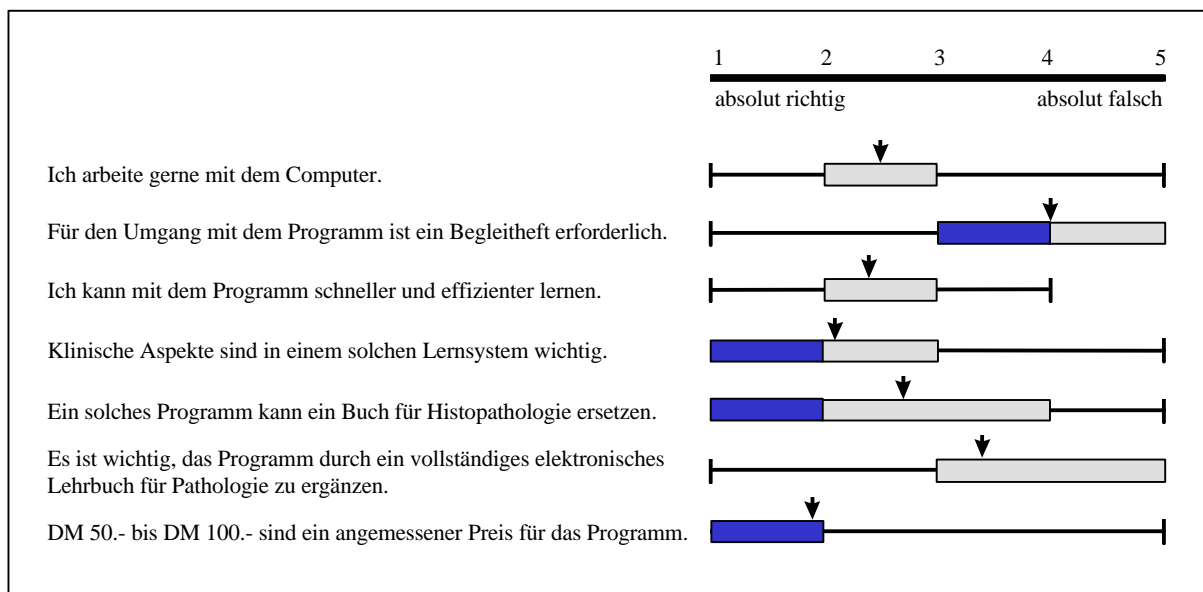 1 2 3 4 5
absolut richtig absolut falsch
Ich arbeite gerne mit dem Computer.
Für den Umgang mit dem Programm ist ein Begleitheft erforderlich.
Ich kann mit dem Programm schneller und effizienter lernen.
Klinische Aspekte sind in einem solchen Lernsystem wichtig.
Ein solches Programm kann ein Buch für Histopathologie ersetzen.
Es ist wichtig, das Programm durch ein vollständiges elektronisches
Lehrbuch für Pathologie zu ergänzen.
DM 50.- bis DM 100.- sind ein angemessener Preis für das Programm.